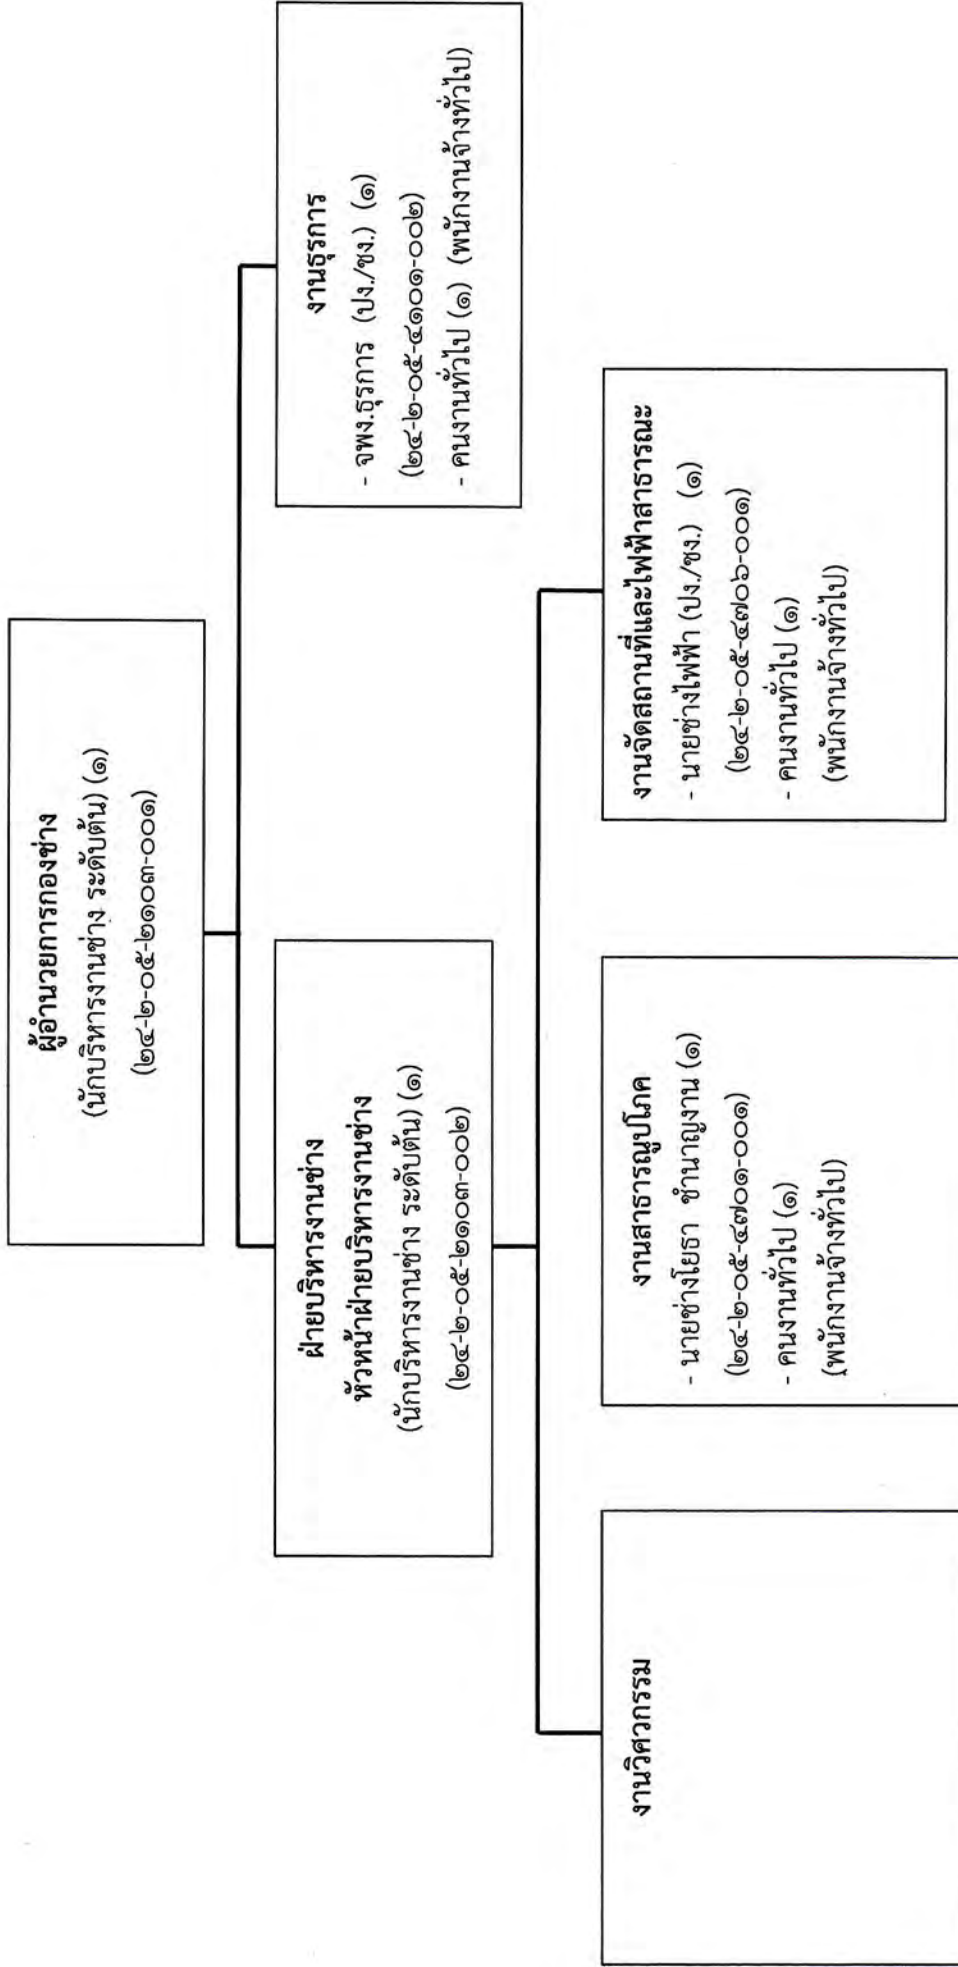 ผู้อำนวยการกองช่าง
(นักบริหารงานช่าง ระดับต้น) (๑)
(๒๔-๒-๐๕-๒๑๐๓-๐๐๑)
ฝ่ายบริหารงานช่าง
หัวหน้าฝ่ายบริหารงานช่าง
(นักบริหารงานช่าง ระดับต้น) (๑)
(๒๔-๒-๐๕-๒๑๐๓-๐๐๒)
งานธุรการ
- จพง.ธุรการ (ปง./ชง.) (๑)
(๒๔-๒-๐๕-๔๑๐๑-๐๐๒)
- คนงานทั่วไป (๑) (พนักงานจ้างทั่วไป)
งานวิศวกรรม
งานสาธารณูปโภค
- นายช่างโยธา ชำนาญงาน (๑)
(๒๔-๒-๐๕-๔๗๐๑-๐๐๑)
- คนงานทั่วไป (๑)
(พนักงานจ้างทั่วไป)
งานจัดสถานที่และไฟฟ้าสาธารณะ
- นายช่างไฟฟ้า (ปง./ชง.) (๑)
(๒๔-๒-๐๕-๔๗๐๖-๐๐๑)
- คนงานทั่วไป (๑)
(พนักงานจ้างทั่วไป)